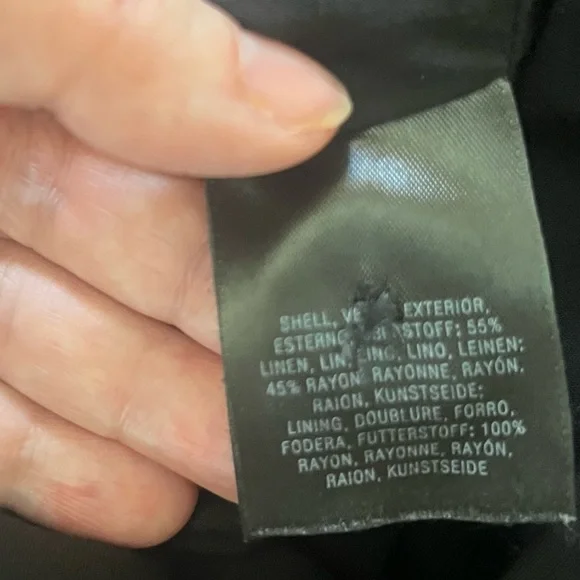 SHELL, EXTERIOR,
STOFF: 55%
LINEN, LINO, LEINEN;
45% RAYON, RAYONNE, RAYÓN,
RAION, KUNSTSEIDE;
LINING, DOUBLURE, FORRO,
FODERA, FUTTERSTOFF: 100%
RAYON, RAYONNE, RAYÓN,
RAION, KUNSTSEIDE